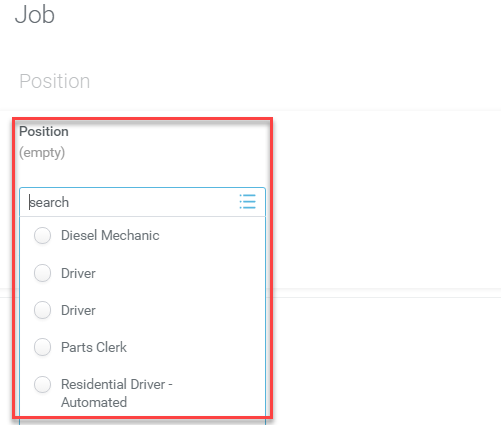 Job
Position
Position
(empty)
search
Diesel Mechanic
Driver
Driver
Parts Clerk
Residential Driver -
Automated